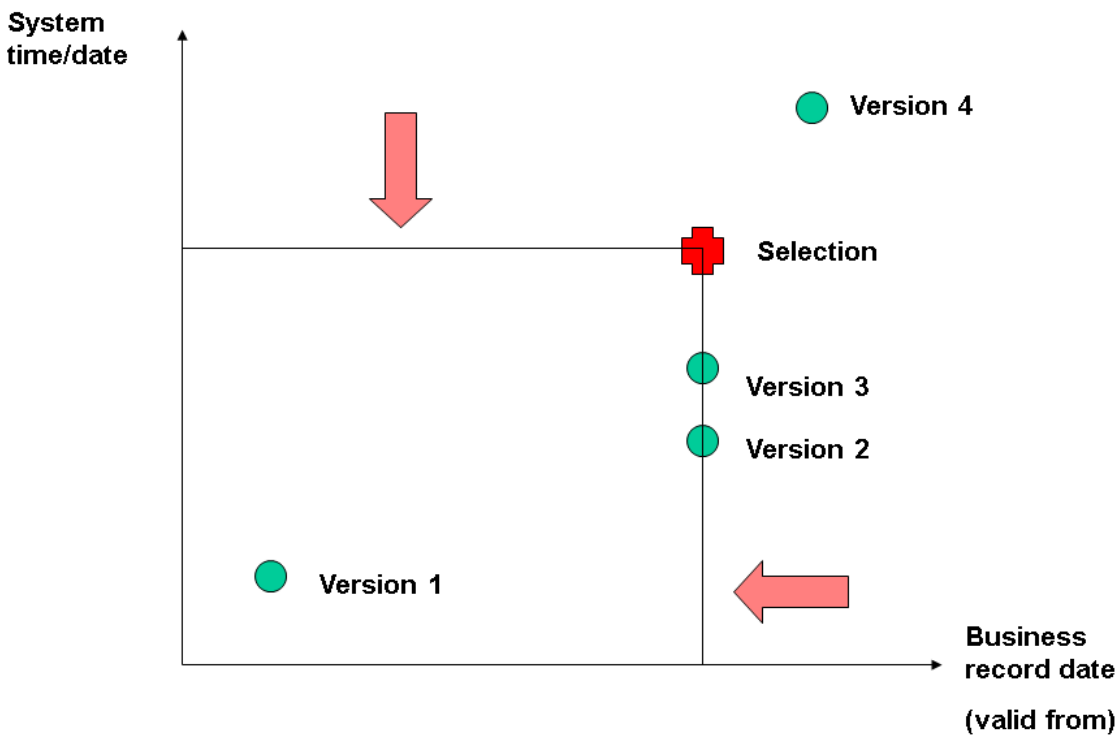 System
time/date
Version 4
Selection
Version 3
Version 2
Version 1
Business
record date
(valid from)